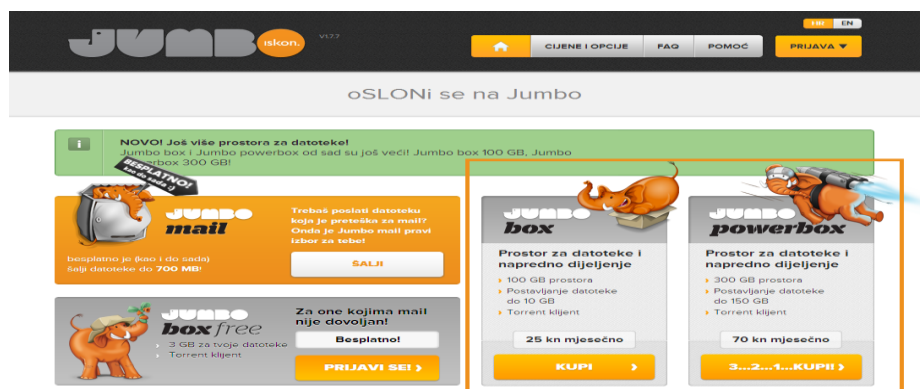 JUMBO iskon.
V1.7.7
HR EN
CIJENE I OPCIJE FAQ POMOĆ PRIJAVA
oSLONi se na Jumbo
i
NOVO! Još više prostora za datoteke!
Jumbo box i Jumbo powerbox od sad su još veći! Jumbo box 100 GB, Jumbo
powerbox 300 GB!
BESPLATNO!
kao do sada :)
JUMBO
mail
Trebaš poslati datoteku
koja je preteška za mail?
Onda je Jumbo mail pravi
izbor za tebe!
besplatno je (kao i do sada)
šalji datoteke do 700 MB!
ŠALJI
JUMBO
box free
3 GB za tvoje datoteke
Torrent klijent
Za one kojima mail
nije dovoljan!
Besplatno!
PRIJAVI SE! >
JUMBO
box
Prostor za datoteke i
napredno dijeljenje
100 GB prostora
Postavljanje datoteke
do 10 GB
Torrent klijent
25 kn mjesečno
KUPI >
JUMBO
powerbox
Prostor za datoteke i
napredno dijeljenje
300 GB prostora
Postavljanje datoteke
do 150 GB
Torrent klijent
70 kn mjesečno
3...2...1...KUPI! >